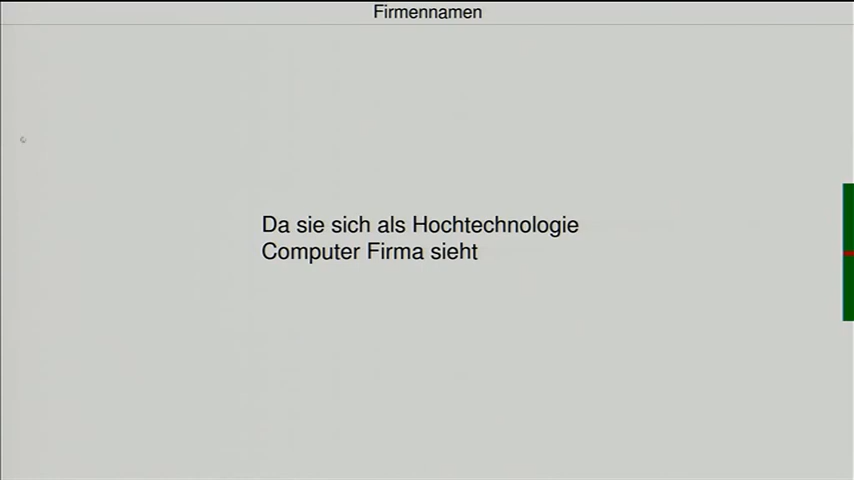 Firmennamen
Da sie sich als Hochtechnologie
Computer Firma sieht